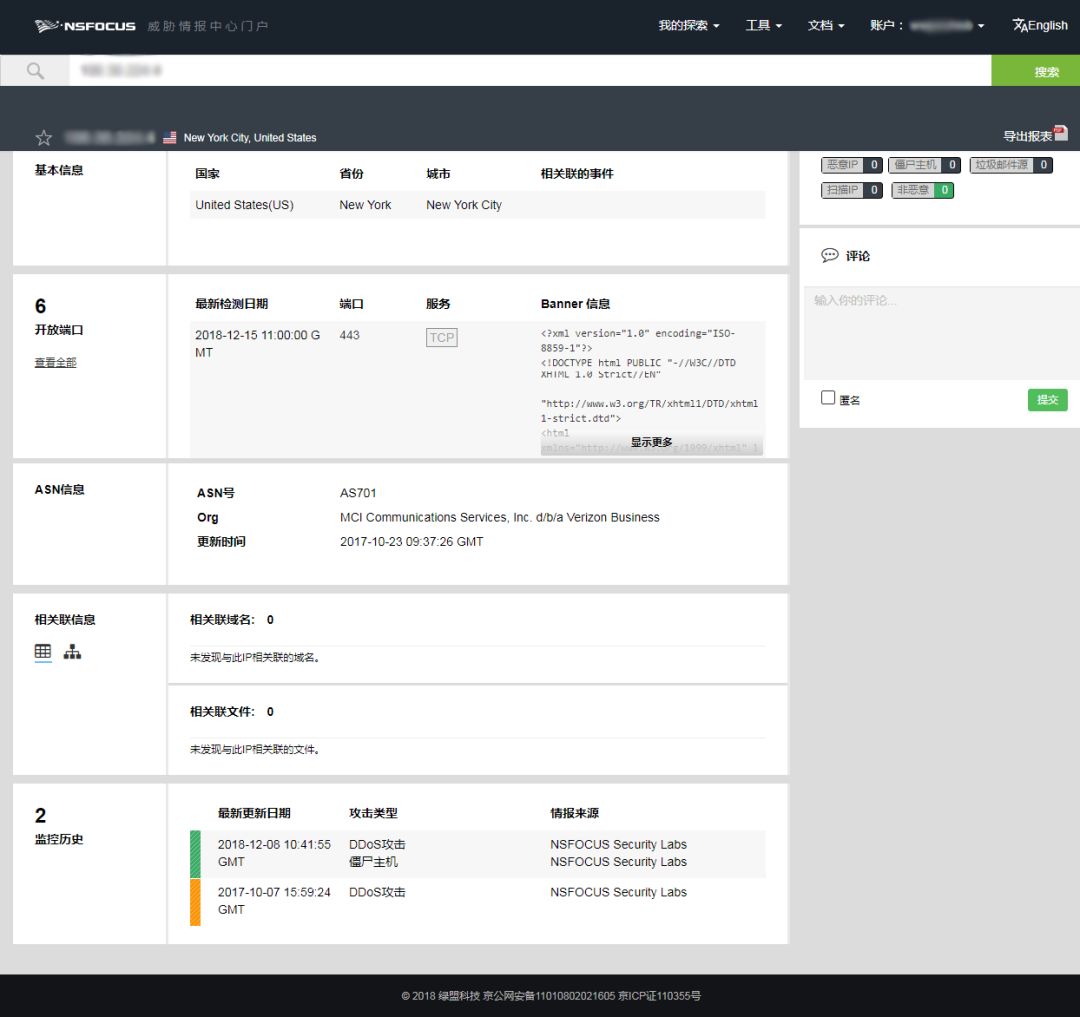 NSFOCUS 威胁情报中心门户 我的探索 工具 文档 账户： English
搜索
New York City, United States 导出报表
基本信息 国家 省份 城市 相关联的事件
United States(US) New York New York City
恶意IP 0 僵尸主机 0 垃圾邮件源 0
扫描IP 0 非恶意 0
评论
输入你的评论...
匿名 提交
6 最新检测日期 端口 服务 Banner 信息
开放端口
查看全部
2018-12-15 11:00:00 G 443 TCP
MT
<?xml version="1.0" encoding="ISO-
8859-1"?>
<!DOCTYPE html PUBLIC "-//W3C//DTD
XHTML 1.0 Strict//EN"
"http://www.w3.org/TR/xhtml1/DTD/xhtml
1-strict.dtd">
<html
xmlns="http://www.w3.org/1999/xhtml" l
显示更多
ASN信息 ASN号 AS701
Org MCI Communications Services, Inc. d/b/a Verizon Business
更新时间 2017-10-23 09:37:26 GMT
相关联信息 相关联域名： 0
未发现与此IP相关联的域名。
相关联文件： 0
未发现与此IP相关联的文件。
2 最新更新日期 攻击类型 情报来源
监控历史
2018-12-08 10:41:55 DDoS攻击 NSFOCUS Security Labs
GMT 僵尸主机 NSFOCUS Security Labs
2017-10-07 15:59:24 DDoS攻击 NSFOCUS Security Labs
GMT
© 2018 绿盟科技 京公网安备11010802021605 京ICP证110355号